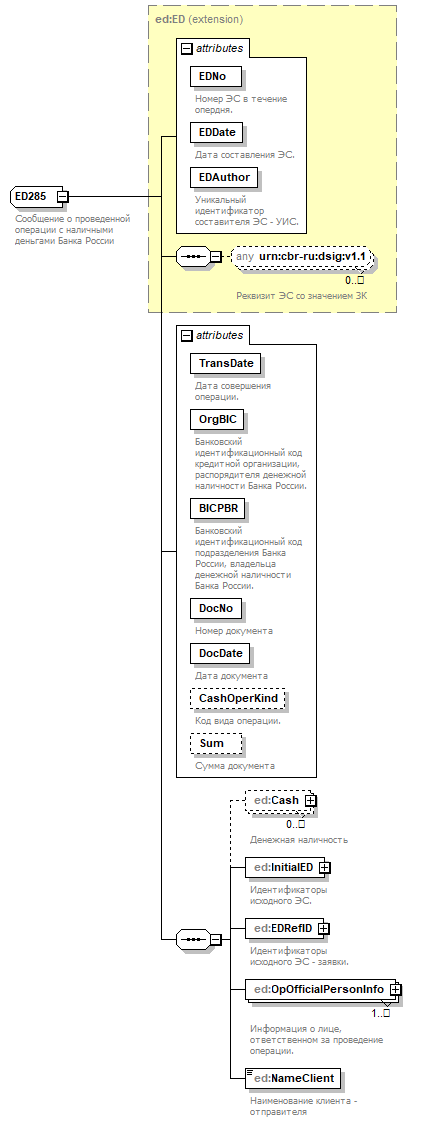 ed:ED (extension)
attributes
EDNo
Номер ЭС в течение
опердня.
EDDate
Дата составления ЭС.
EDAuthor
Уникальный
идентификатор
составителя ЭС - УИС.
ED285
Сообщение о проведенной
операции с наличными
деньгами Банка России
any urn:cbr-ru:dsig:v1.1
0..□
Реквизит ЭС со значением ЗК
attributes
TransDate
Дата совершения
операции.
OrgBIC
Банковский
идентификационный код
кредитной организации,
распорядителя денежной
наличности Банка России.
BICPBR
Банковский
идентификационный код
подразделения Банка
России, владельца
денежной наличности
Банка России.
DocNo
Номер документа
DocDate
Дата документа
CashOperKind
Код вида операции.
Sum
Сумма документа
ed:Cash
0..□
Денежная наличность
ed:InitialED
Идентификаторы
исходного ЭС.
ed:EDRefID
Идентификаторы
исходного ЭС - заявки.
ed:OpOfficialPersonInfo
1..□
Информация о лице,
ответственном за проведение
операции.
ed:NameClient
Наименование клиента -
отправителя